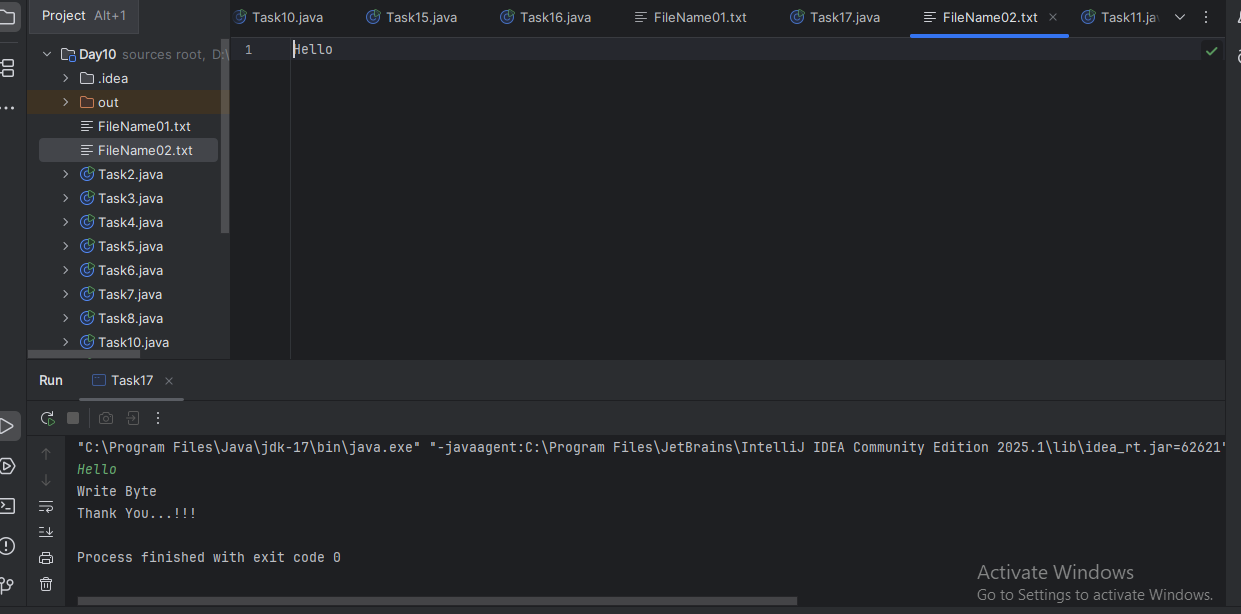 Project Alt+1
Task10.java Task15.java Task16.java FileName01.txt Task17.java FileName02.txt Task11.ja
Day10 sources root, D:\
.idea
out
FileName01.txt
FileName02.txt
Task2.java
Task3.java
Task4.java
Task5.java
Task6.java
Task7.java
Task8.java
Task10.java
1 Hello
Run Task17
"C:\Program Files\Java\jdk-17\bin\java.exe" "-javaagent:C:\Program Files\JetBrains\IntelliJ IDEA Community Edition 2025.1\lib\idea_rt.jar=62621"
Hello
Write Byte
Thank You...!!!
Process finished with exit code 0
Activate Windows
Go to Settings to activate Windows.